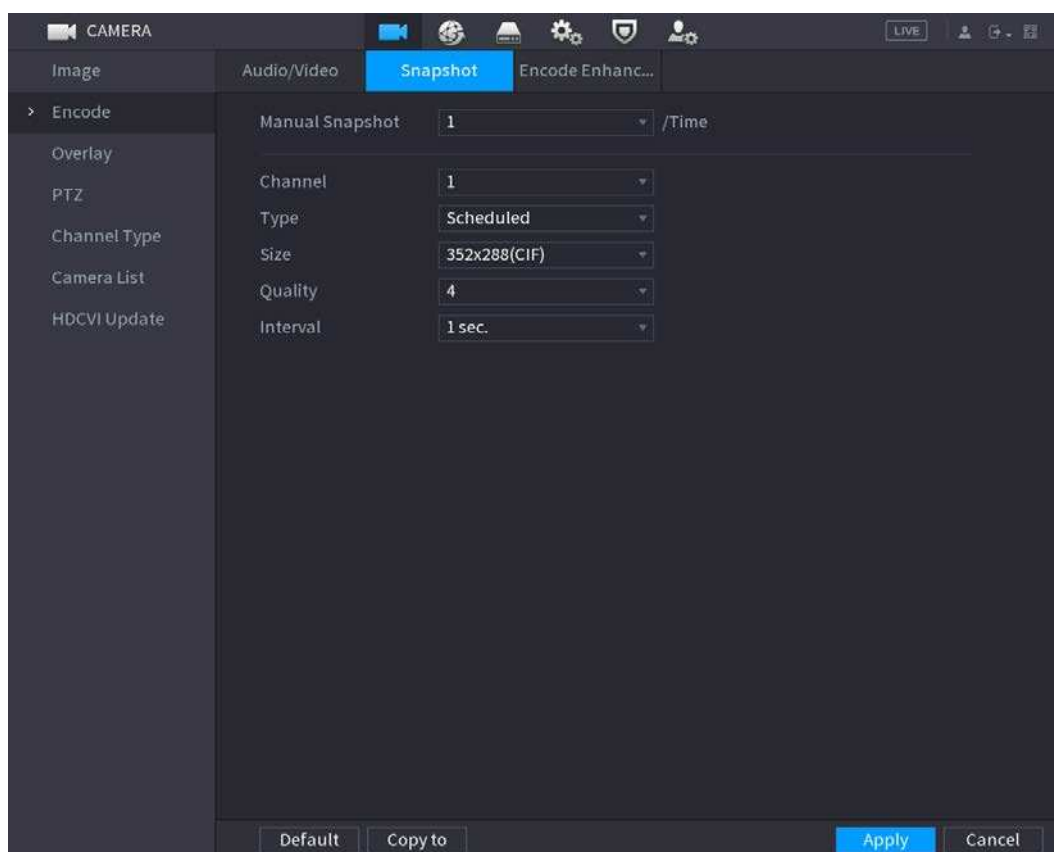 CAMERA
LIVE
Image
Audio/Video
Snapshot
Encode Enhanc...
Encode
Manual Snapshot 1 /Time
Overlay
PTZ
Channel Type
Camera List
HDCVI Update
Channel 1
Type Scheduled
Size 352x288(CIF)
Quality 4
Interval 1 sec.
Default
Copy to
Apply
Cancel